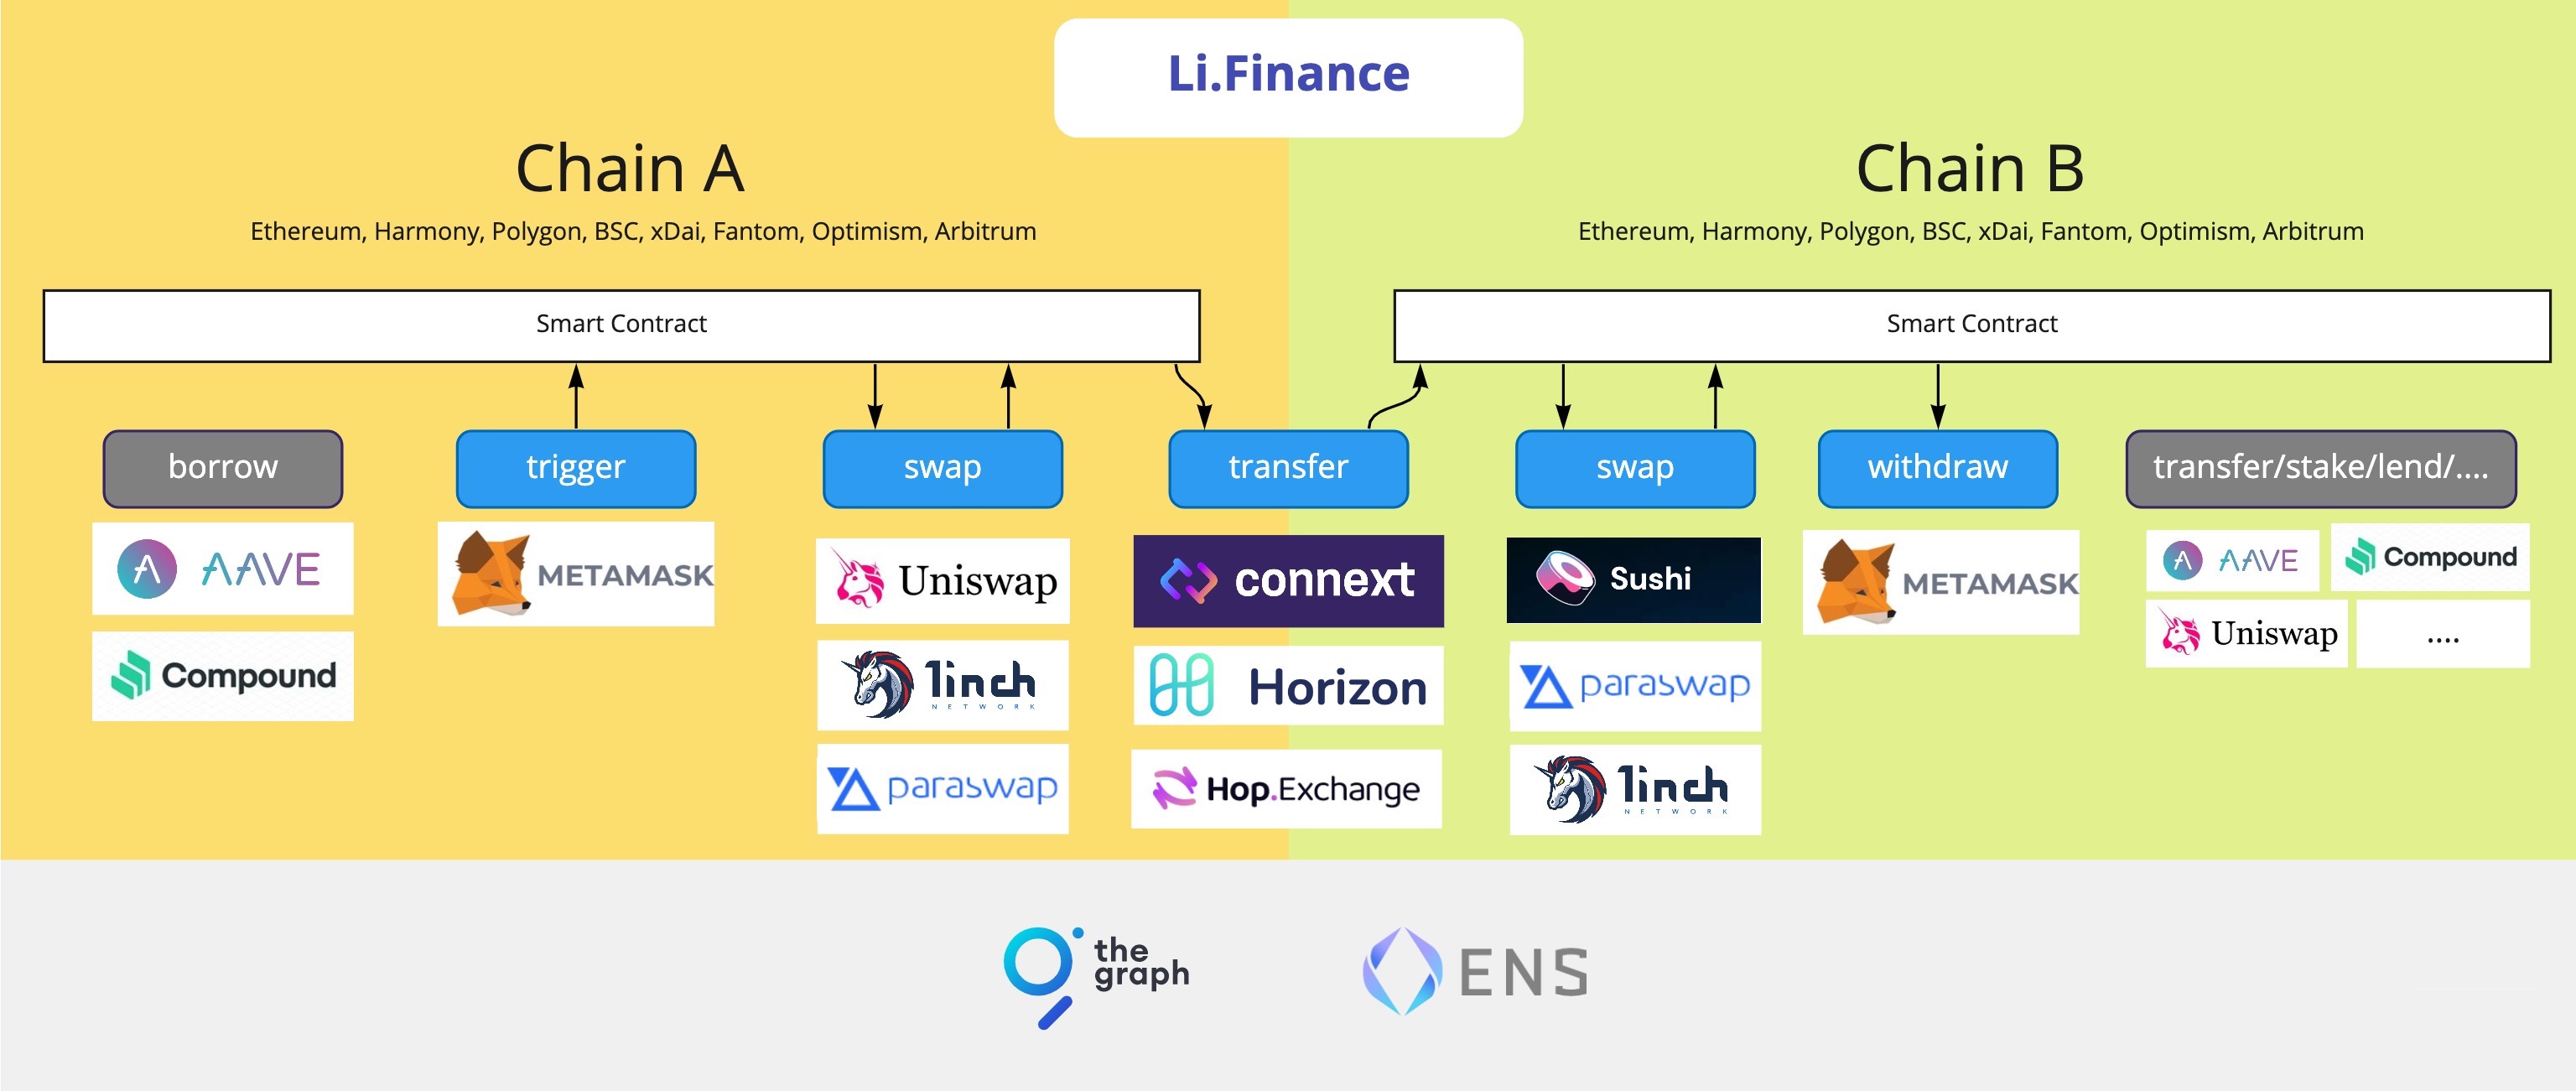 Li.Finance
Chain A
Ethereum, Harmony, Polygon, BSC, xDai, Fantom, Optimism, Arbitrum
Smart Contract
borrow
AAVE
Compound
trigger
METAMASK
swap
Uniswap
1inch
NETWORK
paraswap
transfer
connext
Horizon
Hop.Exchange
Chain B
Ethereum, Harmony, Polygon, BSC, xDai, Fantom, Optimism, Arbitrum
Smart Contract
swap
Sushi
paraswap
1inch
NETWORK
withdraw
METAMASK
transfer/stake/lend/....
AAVE
Compound
Uniswap
....
the
graph
ENS